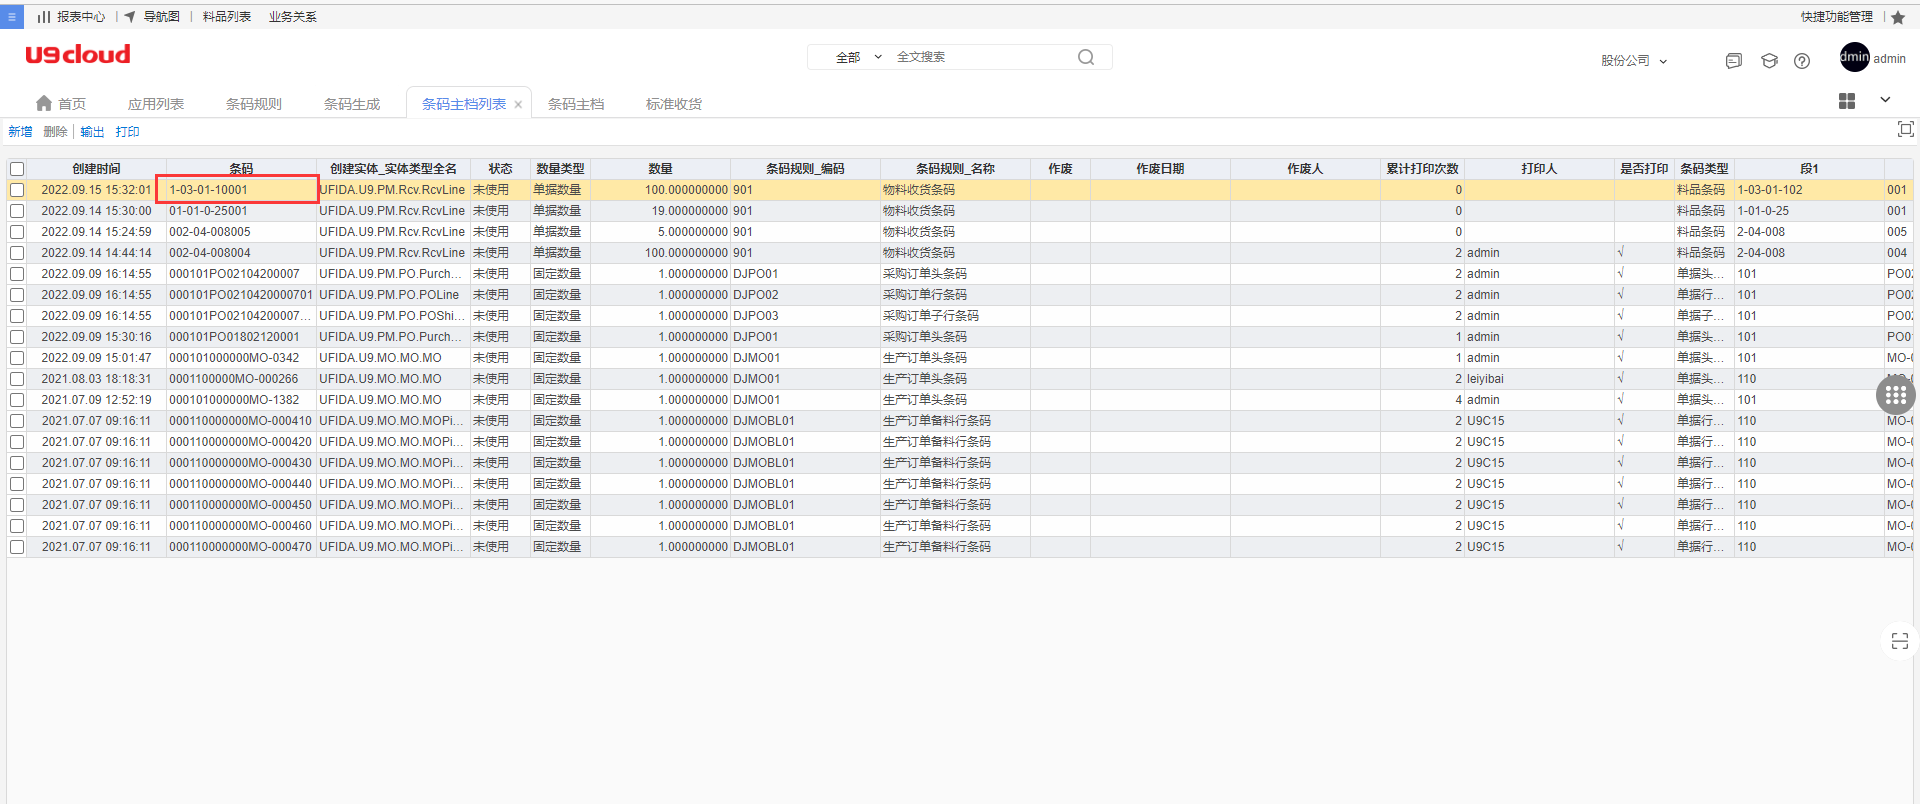 报表中心 | 导航图 | 料品列表 业务关系 快捷功能管理 |
U9cloud 全部 全文搜索 股份公司 dmin admin
首页 应用列表 条码规则 条码生成 条码主档列表 × 条码主档 标准收货
新增 删除 | 输出 打印
创建时间 条码 创建实体_实体类型全名 状态 数量类型 数量 条码规则_编码 条码规则_名称 作废 作废日期 作废人 累计打印次数 打印人 是否打印 条码类型 段1
2022.09.15 15:32:01 1-03-01-10001 UFIDA.U9.PM.Rcv.RcvLine 未使用 单据数量 100.000000000 901 物料收货条码 0 料品条码 1-03-01-102 001
2022.09.14 15:30:00 01-01-0-25001 UFIDA.U9.PM.Rcv.RcvLine 未使用 单据数量 19.000000000 901 物料收货条码 0 料品条码 1-01-0-25 001
2022.09.14 15:24:59 002-04-008005 UFIDA.U9.PM.Rcv.RcvLine 未使用 单据数量 5.000000000 901 物料收货条码 0 料品条码 2-04-008 005
2022.09.14 14:44:14 002-04-008004 UFIDA.U9.PM.Rcv.RcvLine 未使用 单据数量 100.000000000 901 物料收货条码 2 admin √ 料品条码 2-04-008 004
2022.09.09 16:14:55 000101PO02104200007 UFIDA.U9.PM.PO.Purch... 未使用 固定数量 1.000000000 DJPO01 采购订单头条码 2 admin √ 单据头... 101 PO02
2022.09.09 16:14:55 000101PO0210420000701 UFIDA.U9.PM.PO.POLine 未使用 固定数量 1.000000000 DJPO02 采购订单行条码 2 admin √ 单据行... 101 PO02
2022.09.09 16:14:55 000101PO02104200007... UFIDA.U9.PM.PO.POShi... 未使用 固定数量 1.000000000 DJPO03 采购订单子行条码 2 admin √ 单据子... 101 PO02
2022.09.09 15:30:16 000101PO01802120001 UFIDA.U9.PM.PO.Purch... 未使用 固定数量 1.000000000 DJPO01 采购订单头条码 1 admin √ 单据头... 101 PO01
2022.09.09 15:01:47 000101000000MO-0342 UFIDA.U9.MO.MO.MO 未使用 固定数量 1.000000000 DJMO01 生产订单头条码 1 admin √ 单据头... 101 MO-0
2021.08.03 18:18:31 0001100000MO-000266 UFIDA.U9.MO.MO.MO 未使用 固定数量 1.000000000 DJMO01 生产订单头条码 2 leiyibai √ 单据头... 110 MO-0
2021.07.09 12:52:19 000101000000MO-1382 UFIDA.U9.MO.MO.MO 未使用 固定数量 1.000000000 DJMO01 生产订单头条码 4 admin √ 单据头... 101
2021.07.07 09:16:11 000110000000MO-000410 UFIDA.U9.MO.MO.MOPi... 未使用 固定数量 1.000000000 DJMOBL01 生产订单备料行条码 2 U9C15 √ 单据行... 110 MO-0
2021.07.07 09:16:11 000110000000MO-000420 UFIDA.U9.MO.MO.MOPi... 未使用 固定数量 1.000000000 DJMOBL01 生产订单备料行条码 2 U9C15 √ 单据行... 110 MO-0
2021.07.07 09:16:11 000110000000MO-000430 UFIDA.U9.MO.MO.MOPi... 未使用 固定数量 1.000000000 DJMOBL01 生产订单备料行条码 2 U9C15 √ 单据行... 110 MO-0
2021.07.07 09:16:11 000110000000MO-000440 UFIDA.U9.MO.MO.MOPi... 未使用 固定数量 1.000000000 DJMOBL01 生产订单备料行条码 2 U9C15 √ 单据行... 110 MO-0
2021.07.07 09:16:11 000110000000MO-000450 UFIDA.U9.MO.MO.MOPi... 未使用 固定数量 1.000000000 DJMOBL01 生产订单备料行条码 2 U9C15 √ 单据行... 110 MO-0
2021.07.07 09:16:11 000110000000MO-000460 UFIDA.U9.MO.MO.MOPi... 未使用 固定数量 1.000000000 DJMOBL01 生产订单备料行条码 2 U9C15 √ 单据行... 110 MO-0
2021.07.07 09:16:11 000110000000MO-000470 UFIDA.U9.MO.MO.MOPi... 未使用 固定数量 1.000000000 DJMOBL01 生产订单备料行条码 2 U9C15 √ 单据行... 110 MO-0